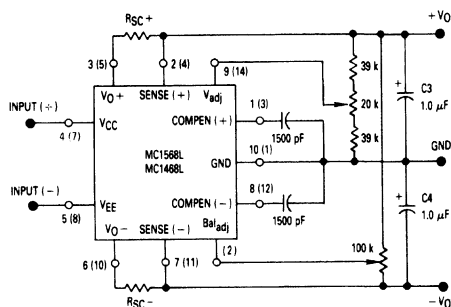 RSC+
+VO
3 (5)
2 (4)
9 (14)
39 k
C3
1.0 μF
VO+
SENSE (+)
Vadj
INPUT (+)
1 (3)
20 k
VCC
COMPEN (+)
4 (7)
1500 pF
39 k
MC1568L
MC1468L
GND
10 (1)
GND
INPUT (−)
8 (12)
COMPEN (−)
VEE
5 (8)
1500 pF
C4
1.0 μF
VO−
SENSE (−)
Baladj
(2)
100 k
6 (10)
7 (11)
RSC−
−VO